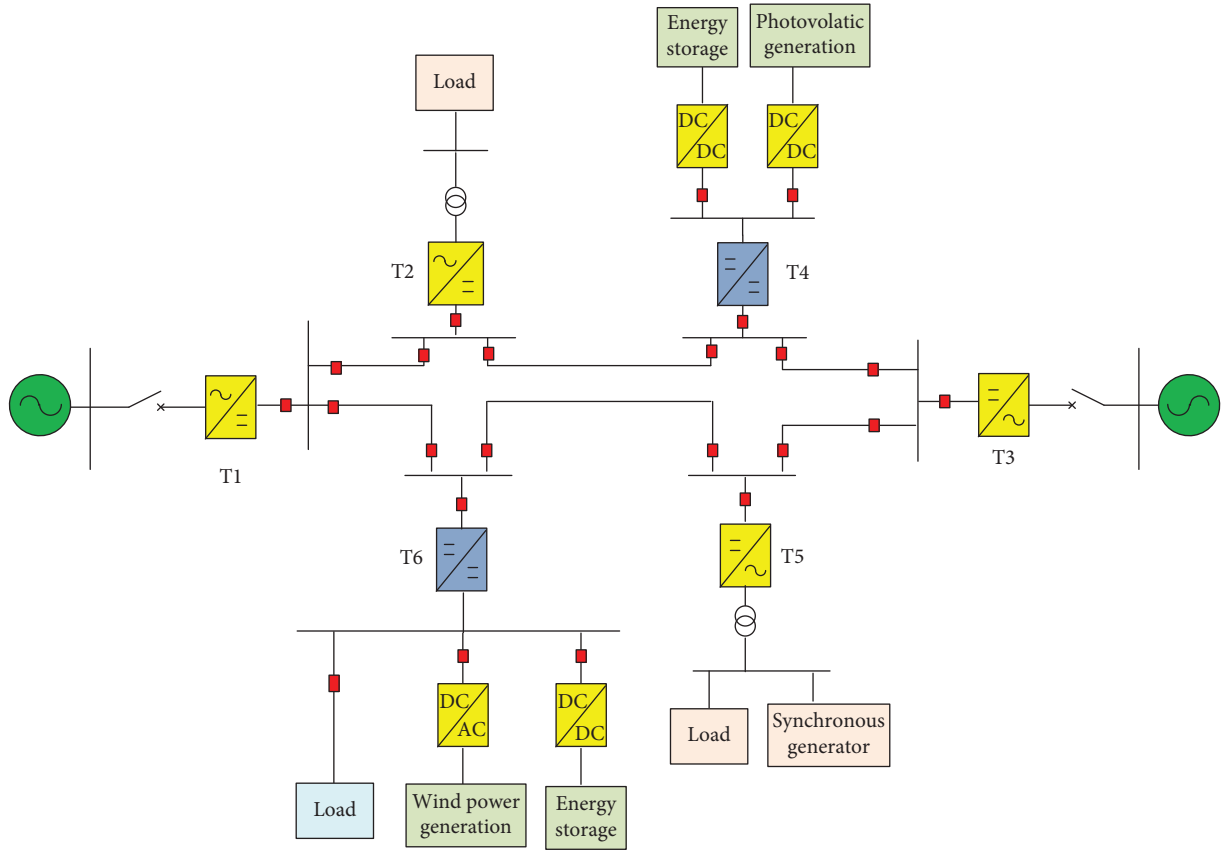 Energy
storage
Photovolatic
generation
Load
DC
DC
DC
DC
T2
T4
T1
T3
T6
T5
DC
AC
DC
DC
Load
Synchronous
generator
Load
Wind power
generation
Energy
storage